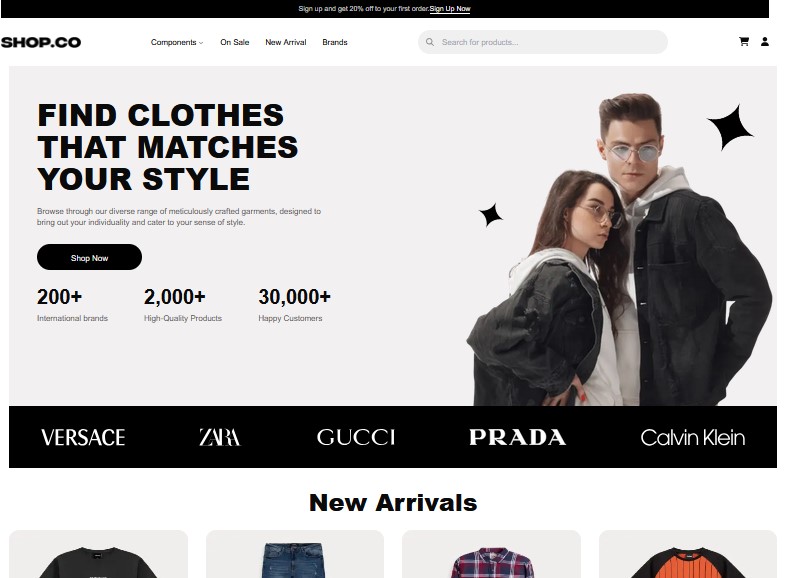 Sign up and get 20% off to your first order.Sign Up Now
SHOP.CO
Components
On Sale
New Arrival
Brands
Search for products...
FIND CLOTHES
THAT MATCHES
YOUR STYLE
Browse through our diverse range of meticulously crafted garments, designed to
bring out your individuality and cater to your sense of style.
Shop Now
200+
2,000+
30,000+
International brands
High-Quality Products
Happy Customers
VERSACE
ZARA
GUCCI
PRADA
Calvin Klein
New Arrivals